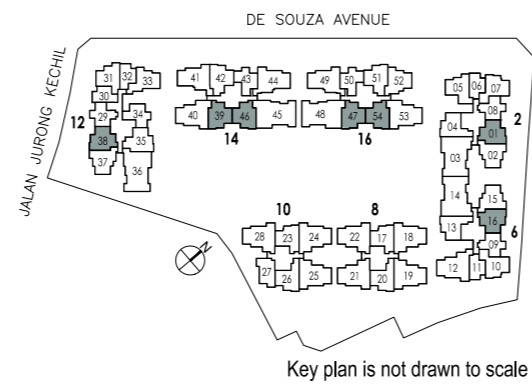 DE SOUZA AVENUE
JALAN JURONG KECHIL
31 32 33 41 42 43 44 49 50 51 52 05 06 07
30 08
29 34 40 39 46 45 48 47 54 53 04 01 2
12 38 35 14 16 03 02
37 36
14 15
10 8 16 6
28 23 24 22 17 18 13 09
27 26 25 21 20 19 12 11 10
N
Key plan is not drawn to scale